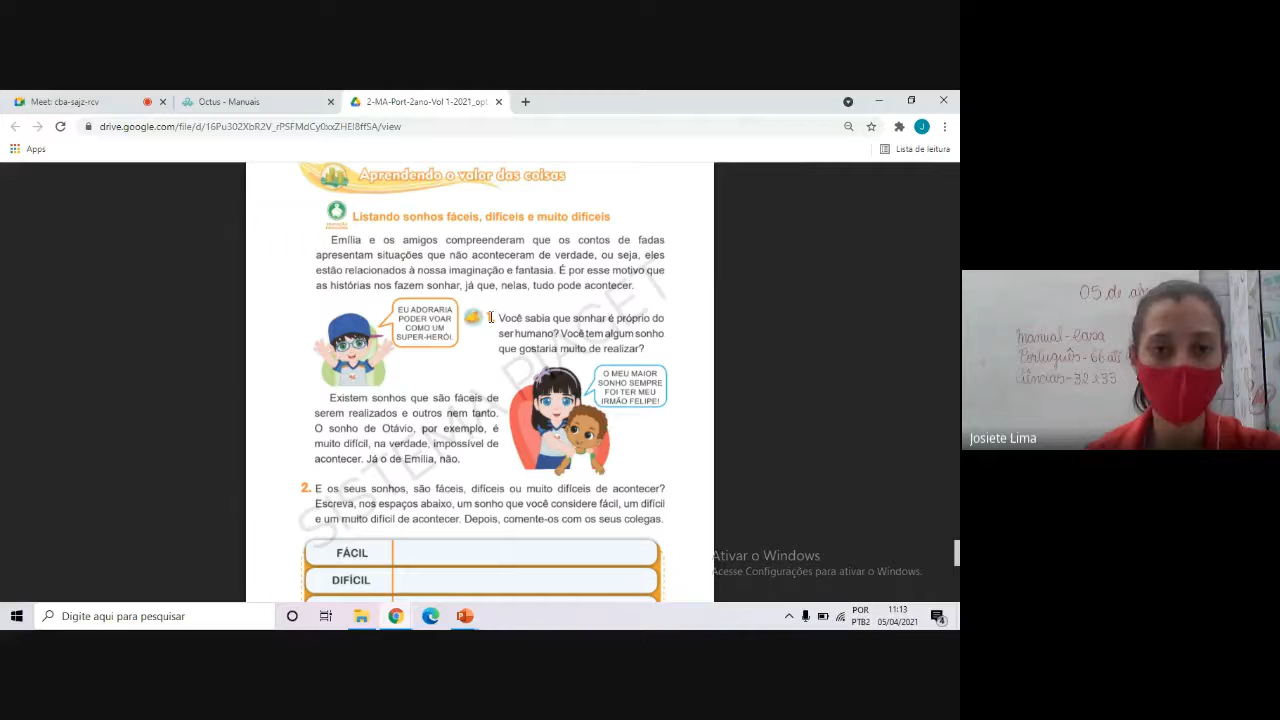 Meet: cba-sajz-rcv
Octus - Manuais
2-MA-Port-2ano-Vol 1-2021_opt
drive.google.com/file/d/16Pu302XbR2V_rPSFMdCy0xxZHEI8ffSA/view
Apps
Lista de leitura
Aprendendo o valor das coisas
Listando sonhos fáceis, difíceis e muito difíceis
Emília e os amigos compreenderam que os contos de fadas
apresentam situações que não aconteceram de verdade, ou seja, eles
estão relacionados à nossa imaginação e fantasia. É por esse motivo que
as histórias nos fazem sonhar, já que, nelas, tudo pode acontecer.
EU ADORARIA
PODER VOAR
COMO UM
SUPER-HERÓI.
Você sabia que sonhar é próprio do
ser humano? Você tem algum sonho
que gostaria muito de realizar?
O MEU MAIOR
SONHO SEMPRE
FOI TER MEU
IRMÃO FELIPE!
Existem sonhos que são fáceis de
serem realizados e outros nem tanto.
O sonho de Otávio, por exemplo, é
muito difícil, na verdade, impossível de
acontecer. Já o de Emília, não.
SISTEMA PIAGET
2. E os seus sonhos, são fáceis, difíceis ou muito difíceis de acontecer?
Escreva, nos espaços abaixo, um sonho que você considere fácil, um difícil
e um muito difícil de acontecer. Depois, comente-os com os seus colegas.
FÁCIL
DIFÍCIL
Ativar o Windows
Acesse Configurações para ativar o Windows.
Digite aqui para pesquisar
POR
PTB2
11:13
05/04/2021
4
05 de
Manual - Casa
Português - 66 até
Ciências - 32 e 33
Josiete Lima